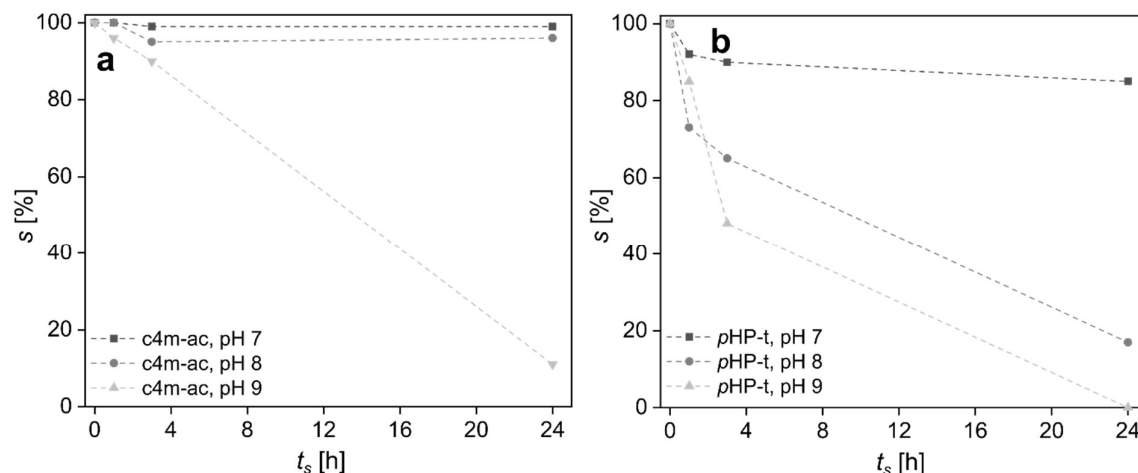 a
100
80
60
40
20
0
s [%]
c4m-ac, pH 7
c4m-ac, pH 8
c4m-ac, pH 9
0 4 8 12 16 20 24
ts [h]
b
100
80
60
40
20
0
s [%]
pHP-t, pH 7
pHP-t, pH 8
pHP-t, pH 9
0 4 8 12 16 20 24
ts [h]